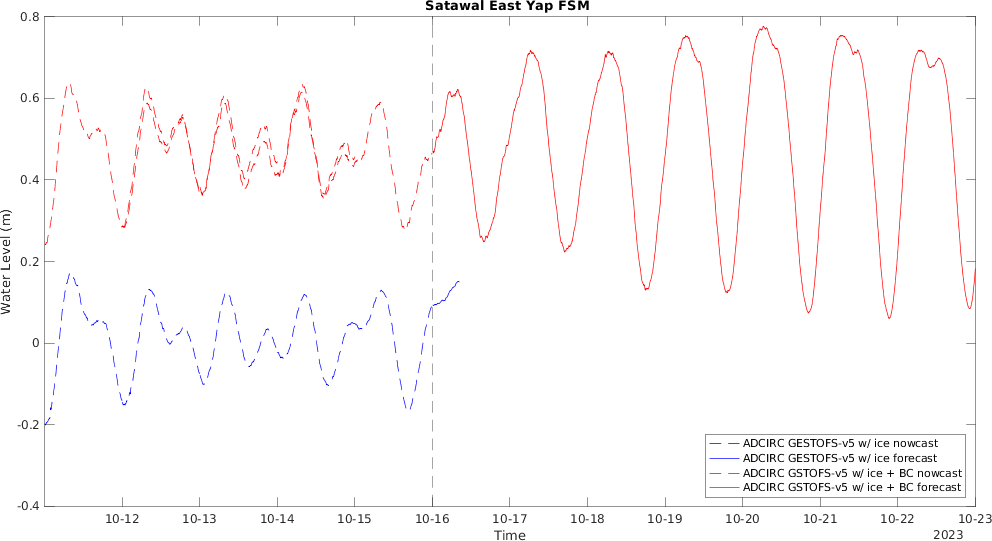 Satawal East Yap FSM
0.8
0.6
0.4
0.2
0
-0.2
-0.4
Water Level (m)
10-12 10-13 10-14 10-15 10-16 10-17 10-18 10-19 10-20 10-21 10-22 10-23
Time
2023
ADCIRC GESTOFS-v5 w/ ice nowcast
ADCIRC GESTOFS-v5 w/ ice forecast
ADCIRC GSTOFS-v5 w/ ice + BC nowcast
ADCIRC GSTOFS-v5 w/ ice + BC forecast